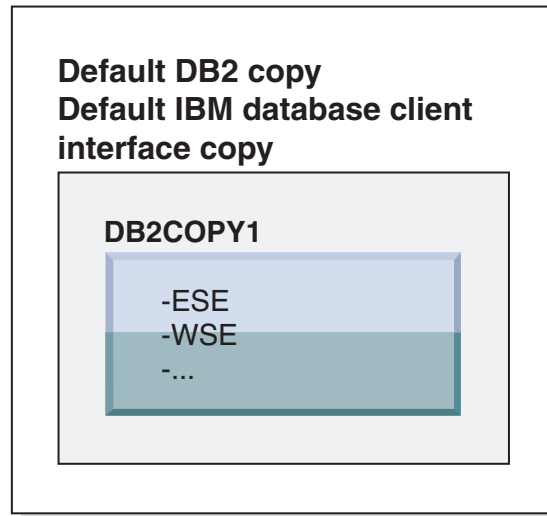 Default DB2 copy
Default IBM database client
interface copy
DB2COPY1
-ESE
-WSE
-...